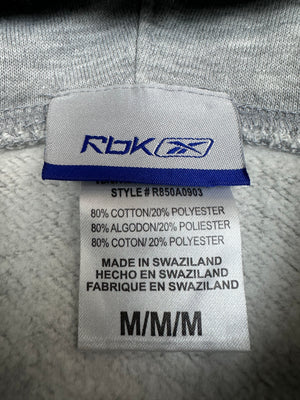 Rbk
STYLE # R850A0903
80% COTTON/20% POLYESTER
80% ALGODON/20% POLIESTER
80% COTON/20% POLYESTER
MADE IN SWAZILAND
HECHO EN SWAZILAND
FABRIQUE EN SWAZILAND
M/M/M